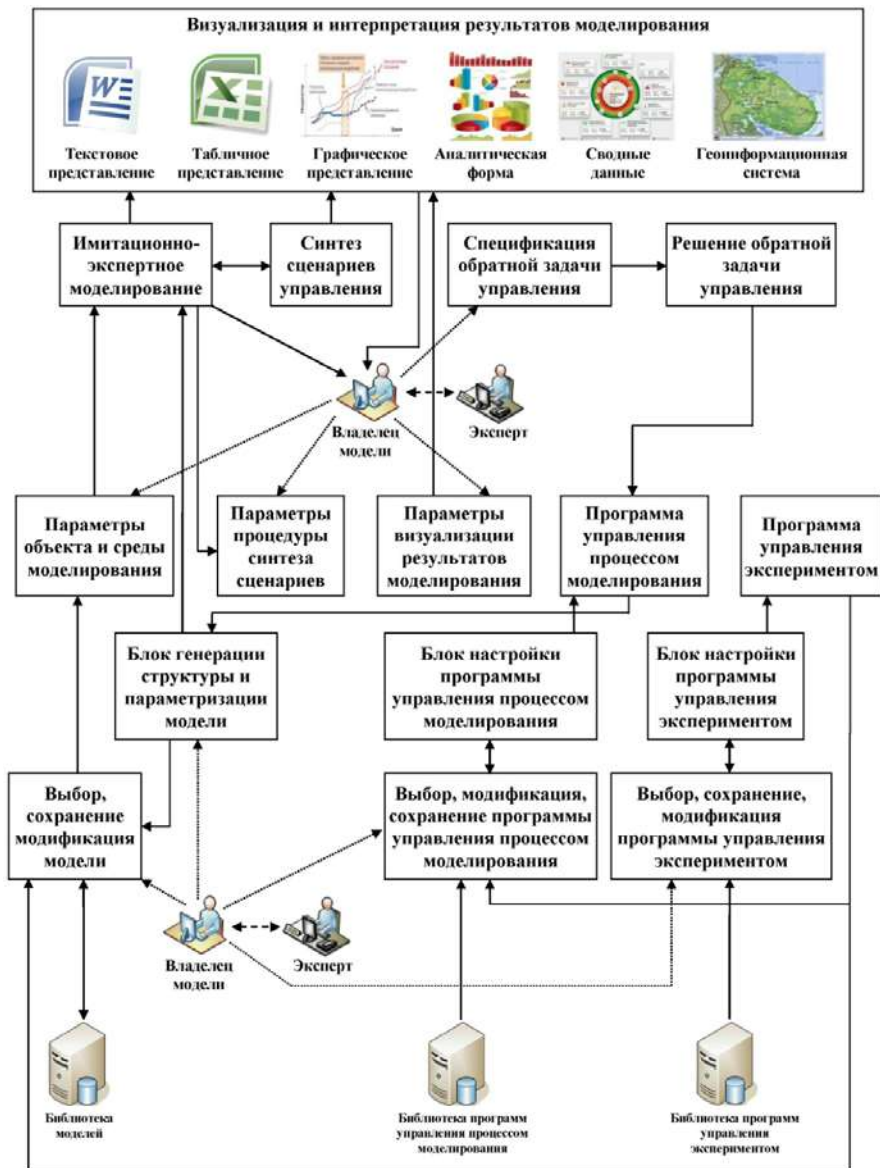 Визуализация и интерпретация результатов моделирования
Текстовое
представление
Табличное
представление
Графическое
представление
Аналитическая
форма
Сводные
данные
Геоинформационная
система
Имитационно-
экспертное
моделирование
Синтез
сценариев
управления
Спецификация
обратной задачи
управления
Решение обратной
задачи
управления
Владелец
модели
Эксперт
Параметры
объекта и среды
моделирования
Параметры
процедуры
синтеза
сценариев
Параметры
визуализации
результатов
моделирования
Программа
управления
процессом
моделирования
Программа
управления
экспериментом
Блок генерации
структуры и
параметризации
модели
Блок настройки
программы
управления процессом
моделирования
Блок настройки
программы
управления
экспериментом
Выбор,
сохранение
модификация
модели
Выбор, модификация,
сохранение программы
управления процессом
моделирования
Выбор, сохранение,
модификация
программы управления
экспериментом
Владелец
модели
Эксперт
Библиотека
моделей
Библиотека программ
управления процессом
моделирования
Библиотека программ
управления
экспериментом